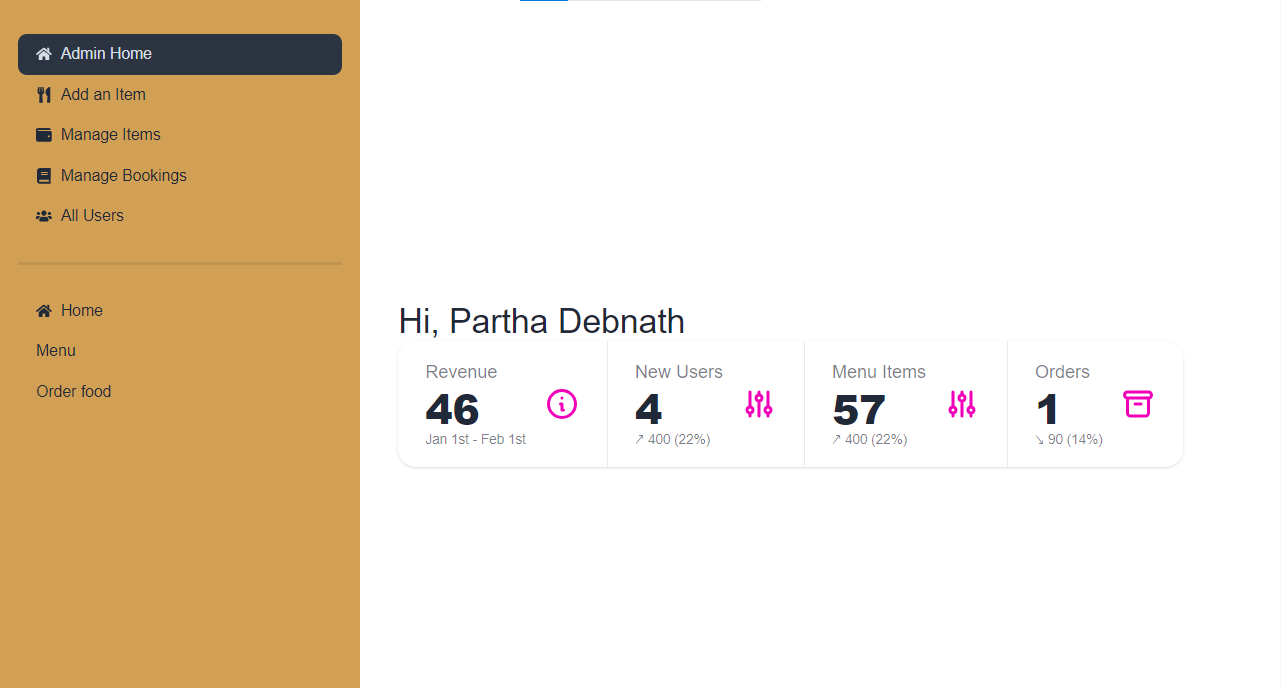 Admin Home
Add an Item
Manage Items
Manage Bookings
All Users
Home
Menu
Order food
Hi, Partha Debnath
Revenue
46
Jan 1st - Feb 1st
New Users
4
↗︎ 400 (22%)
Menu Items
57
↗︎ 400 (22%)
Orders
1
↘︎ 90 (14%)